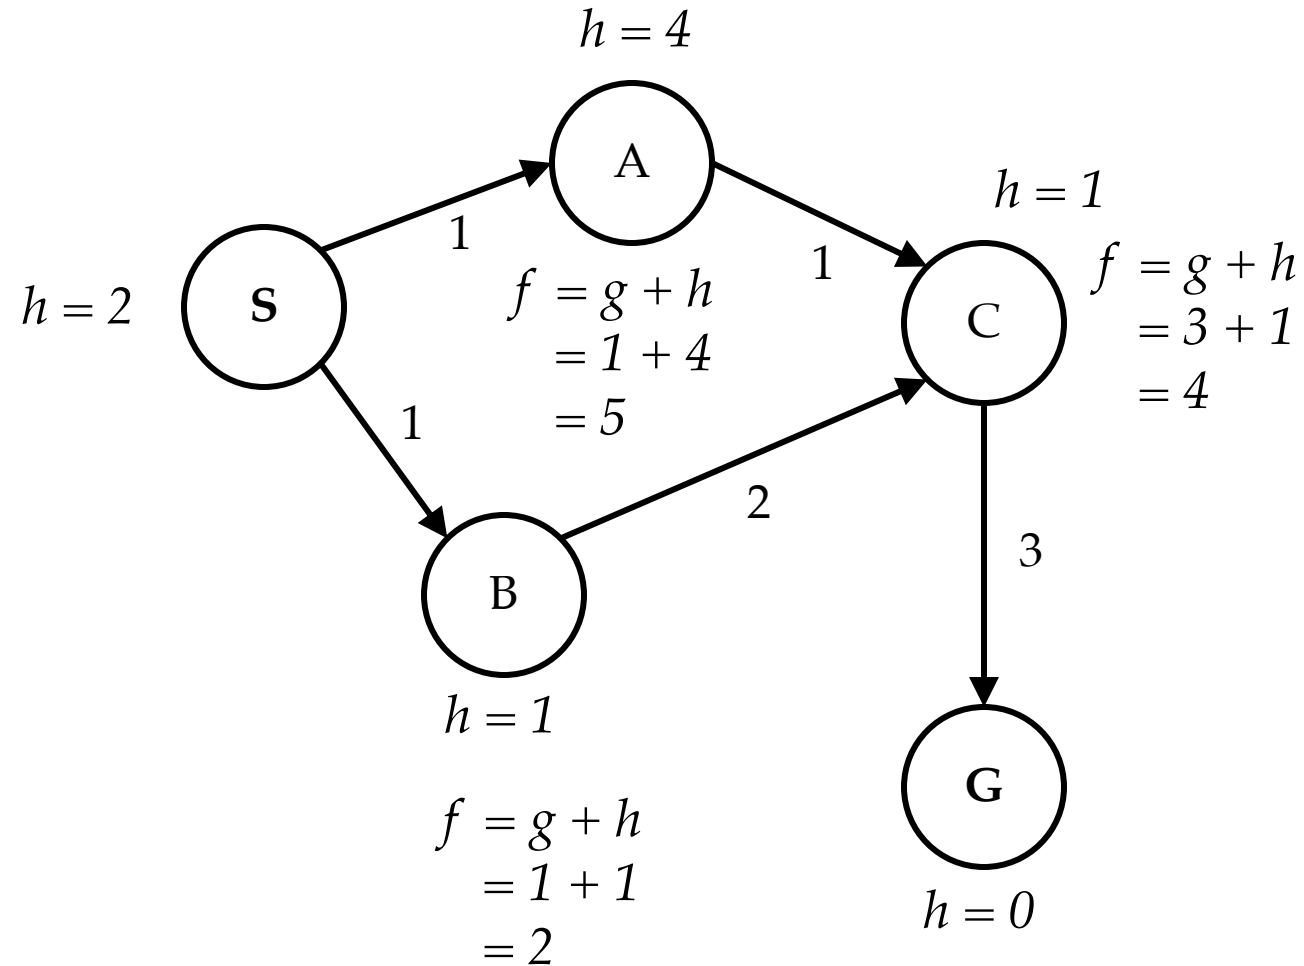 h = 4
A
1
1
h = 1
f = g + h
= 3 + 1
= 4
C
h = 2
S
f = g + h
= 1 + 4
= 5
1
2
3
B
h = 1
f = g + h
= 1 + 1
= 2
G
h = 0